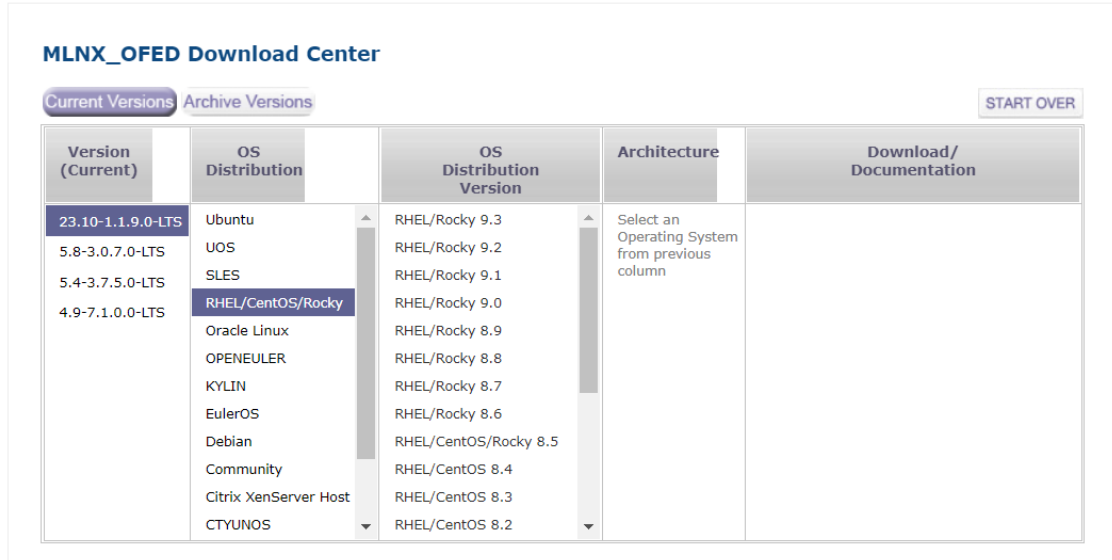 MLNX_OFED Download Center
Current Versions
Archive Versions
START OVER
Version
(Current)
OS
Distribution
OS
Distribution
Version
Architecture
Download/
Documentation
23.10-1.1.9.0-LTS
5.8-3.0.7.0-LTS
5.4-3.7.5.0-LTS
4.9-7.1.0.0-LTS
Ubuntu
UOS
SLES
RHEL/CentOS/Rocky
Oracle Linux
OPENEULER
KYLIN
EulerOS
Debian
Community
Citrix XenServer Host
CTYUNOS
RHEL/Rocky 9.3
RHEL/Rocky 9.2
RHEL/Rocky 9.1
RHEL/Rocky 9.0
RHEL/Rocky 8.9
RHEL/Rocky 8.8
RHEL/Rocky 8.7
RHEL/Rocky 8.6
RHEL/CentOS/Rocky 8.5
RHEL/CentOS 8.4
RHEL/CentOS 8.3
RHEL/CentOS 8.2
Select an
Operating System
from previous
column